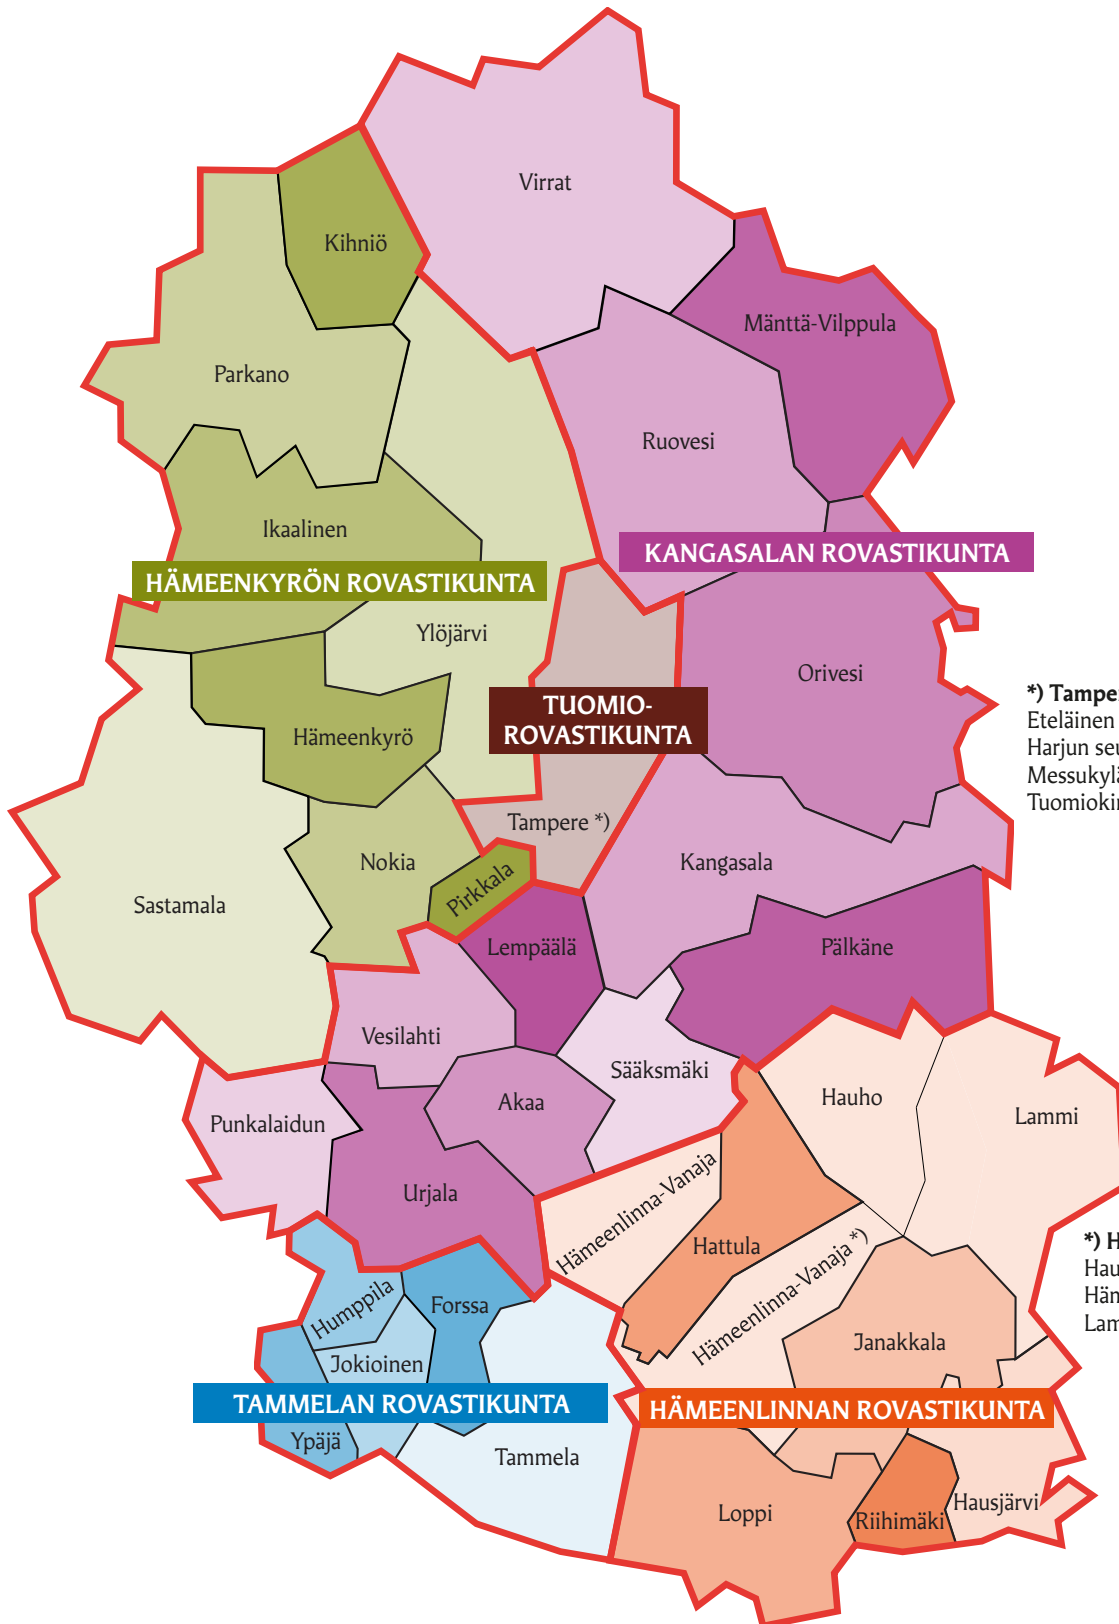 Virrat
Kihniö
Mänttä-Vilppula
Parkano
Ruovesi
Ikaalinen
KANGASALAN ROVASTIKUNTA
HÄMEENKYRÖN ROVASTIKUNTA
Ylöjärvi
Orivesi
*)
Eteläinen
Harjun
TUOMIO-
ROVASTIKUNTA
Hämeenkyrö
Tampere *)
Nokia
Kangasala
Pirkkala
Sastamala
Lempäälä
Pälkäne
Vesilahti
Sääksmäki
Hauho
Akaa
Lammi
Punkalaidun
Urjala
Hämeenlinna-Vanaja
Hattula
*)
Hämeenlinna-Vanaja *)
Humppila
Forssa
Janakkala
Jokioinen
TAMMELAN ROVASTIKUNTA
HÄMEENLINNAN ROVASTIKUNTA
Ypäjä
Tammela
Loppi
Riihimäki
Hausjärvi